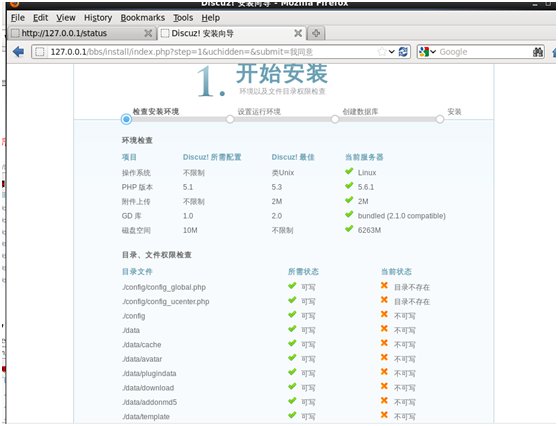 Discuz! 安装向导 - Mozilla Firefox
File Edit View History Bookmarks Tools Help
http://127.0.0.1/status
Discuz! 安装向导
127.0.0.1/bbs/install/index.php?step=1&uchidden=&submit=我同意
Google
1. 开始安装
环境以及文件目录权限检查
检查安装环境 设置运行环境 创建数据库 安装
环境检查
项目 Discuz! 所需配置 Discuz! 最佳 当前服务器
操作系统 不限制 类Unix Linux
PHP 版本 5.1 5.3 5.6.1
附件上传 不限制 2M 2M
GD 库 1.0 2.0 bundled (2.1.0 compatible)
磁盘空间 10M 不限制 6263M
目录、文件权限检查
目录文件 所需状态 当前状态
./config/config_global.php 可写 目录不存在
./config/config_ucenter.php 可写 目录不存在
./config 可写 不可写
./data 可写 不可写
./data/cache 可写 不可写
./data/avatar 可写 不可写
./data/plugindata 可写 不可写
./data/download 可写 不可写
./data/addonmd5 可写 不可写
./data/template 可写 不可写